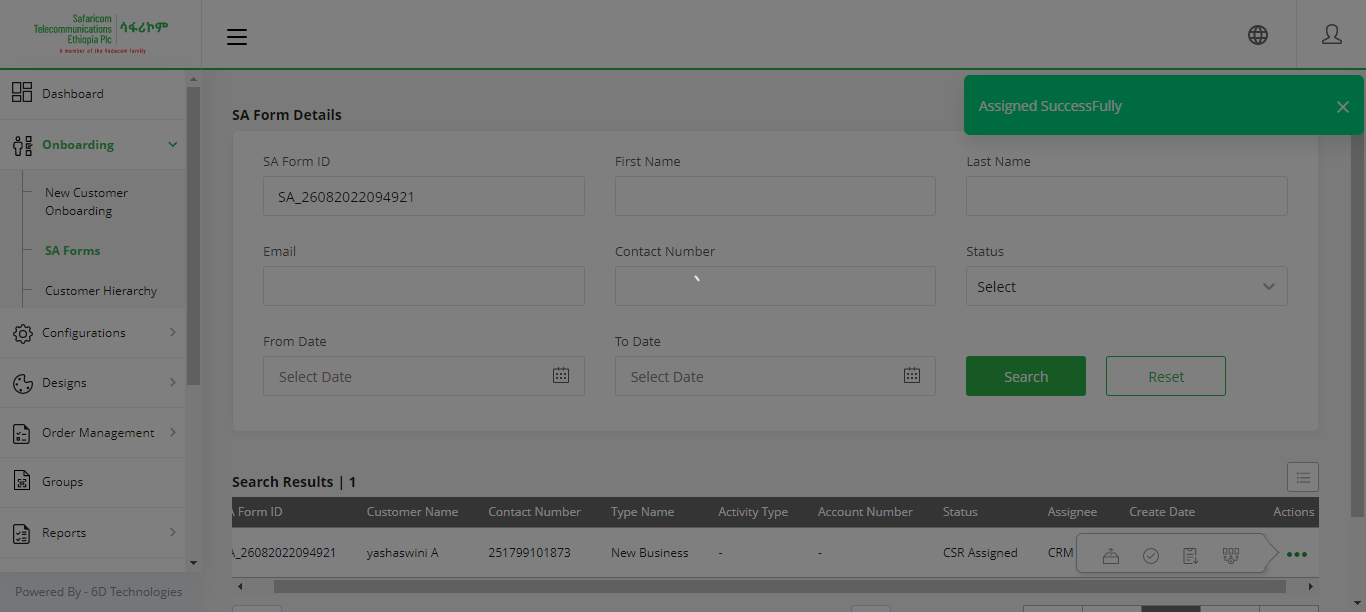 Safaricom
Telecommunications
Ethiopia Plc
ሳፋሪኮም
A member of the Vodacom family
Dashboard
Onboarding
New Customer
Onboarding
SA Forms
Customer Hierarchy
Configurations
Designs
Order Management
Groups
Reports
Powered By - 6D Technologies
Assigned SuccessFully
SA Form Details
SA Form ID First Name Last Name
SA_26082022094921
Email Contact Number Status
Select
From Date To Date
Select Date Select Date Search Reset
Search Results | 1
Form ID Customer Name Contact Number Type Name Activity Type Account Number Status Assignee Create Date Actions
_26082022094921 yashaswini A 251799101873 New Business - - CSR Assigned CRM